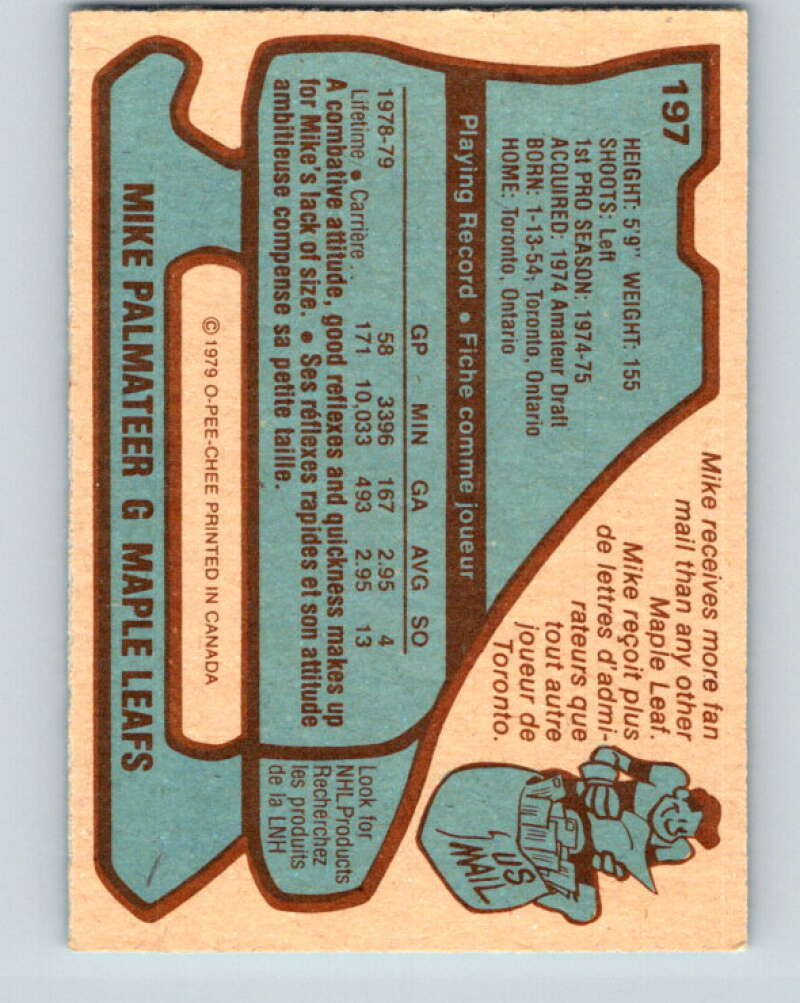 197
HEIGHT: 5'9" WEIGHT: 155
SHOOTS: Left
1st PRO SEASON: 1974-75
ACQUIRED: 1974 Amateur Draft
BORN: 1-13-54, Toronto, Ontario
HOME: Toronto, Ontario
Mike receives more fan
mail than any other
Maple Leaf.
Mike reçoit plus
de lettres d'admi-
rateurs que
tout autre
joueur de
Toronto.
US
MAIL
Playing Record • Fiche comme joueur
GP MIN GA AVG SO
1978-79 58 3396 167 2.95 4
Lifetime • Carrière .. 171 10,033 493 2.95 13
A combative attitude, good reflexes and quickness makes up
for Mike's lack of size. • Ses réflexes rapides et son attitude
ambitieuse compense sa petite taille.
Look for
NHL Products
Recherchez
les produits
de la LNH
© 1979 O-PEE-CHEE PRINTED IN CANADA
MIKE PALMATEER G MAPLE LEAFS